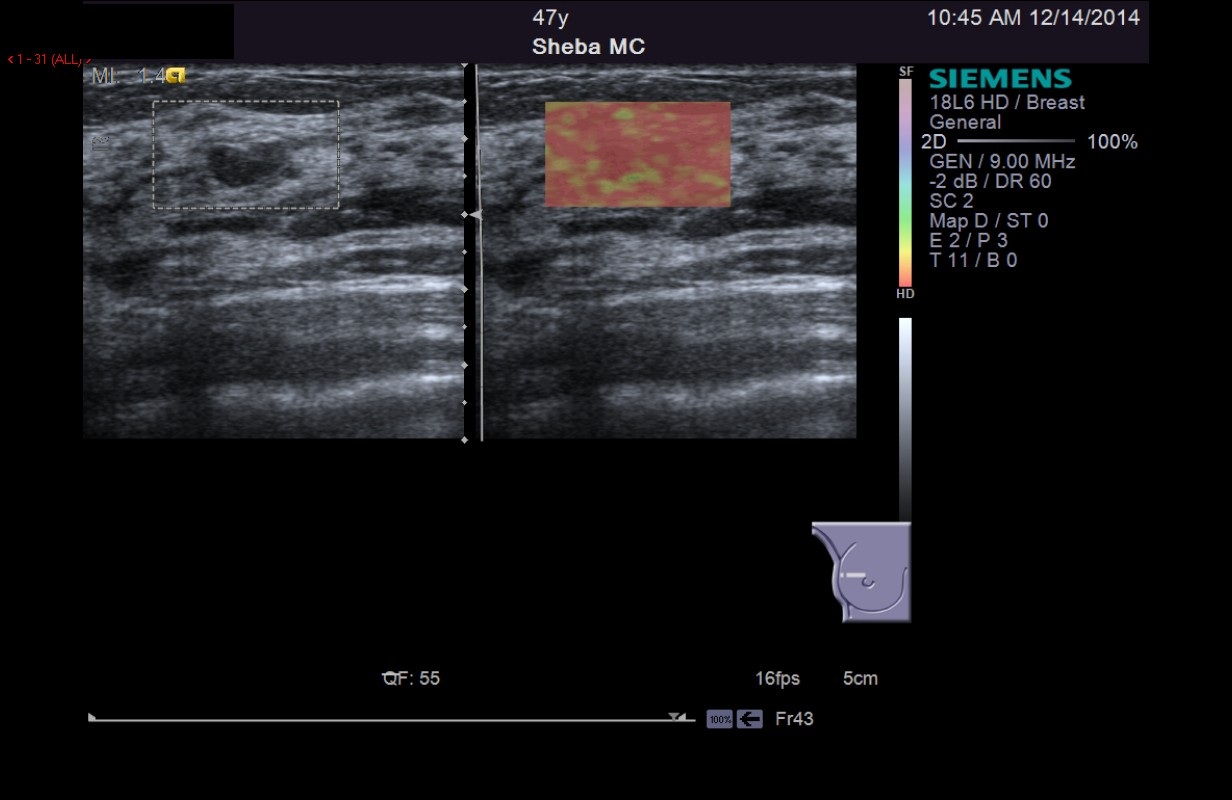 47y
10:45 AM 12/14/2014
Sheba MC
1 - 31 (ALL)
MI: 1.4
SF
SIEMENS
18L6 HD / Breast
General
2D 100%
GEN / 9.00 MHz
-2 dB / DR 60
SC 2
Map D / ST 0
E 2 / P 3
T 11 / B 0
HD
QF: 55
16fps
5cm
100%
Fr43